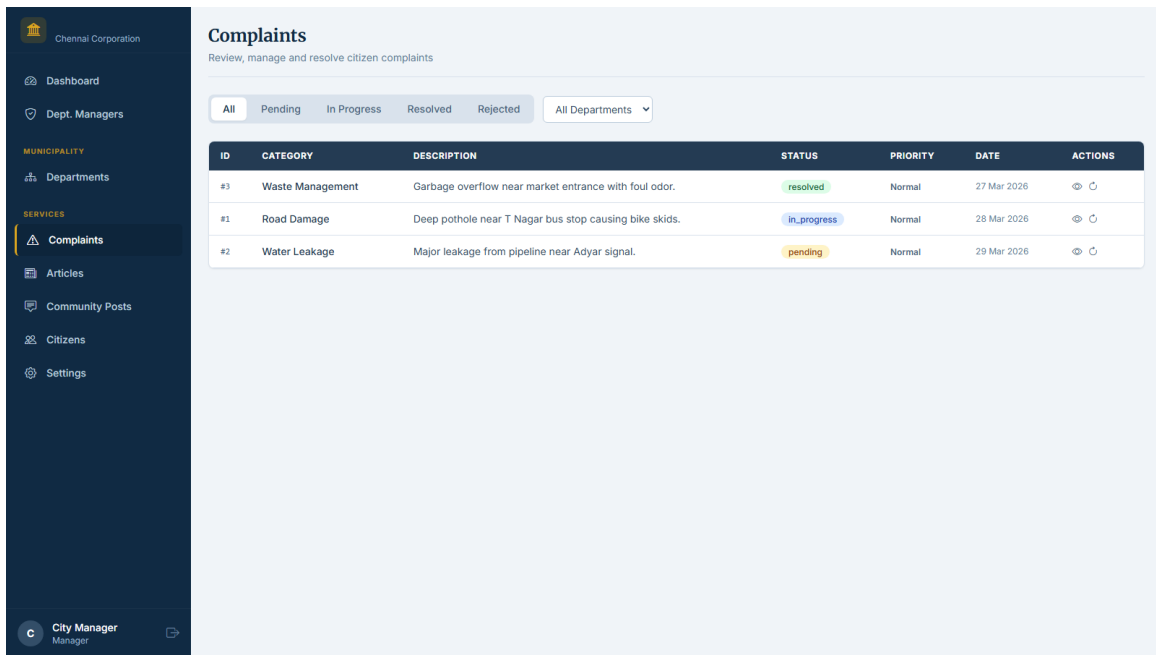 Chennai Corporation
Dashboard
Dept. Managers
MUNICIPALITY
Departments
SERVICES
Complaints
Articles
Community Posts
Citizens
Settings
C
City Manager
Manager
Complaints
Review, manage and resolve citizen complaints
All Pending In Progress Resolved Rejected All Departments
ID CATEGORY DESCRIPTION STATUS PRIORITY DATE ACTIONS
#3 Waste Management Garbage overflow near market entrance with foul odor. resolved Normal 27 Mar 2026
#1 Road Damage Deep pothole near T Nagar bus stop causing bike skids. in_progress Normal 28 Mar 2026
#2 Water Leakage Major leakage from pipeline near Adyar signal. pending Normal 29 Mar 2026